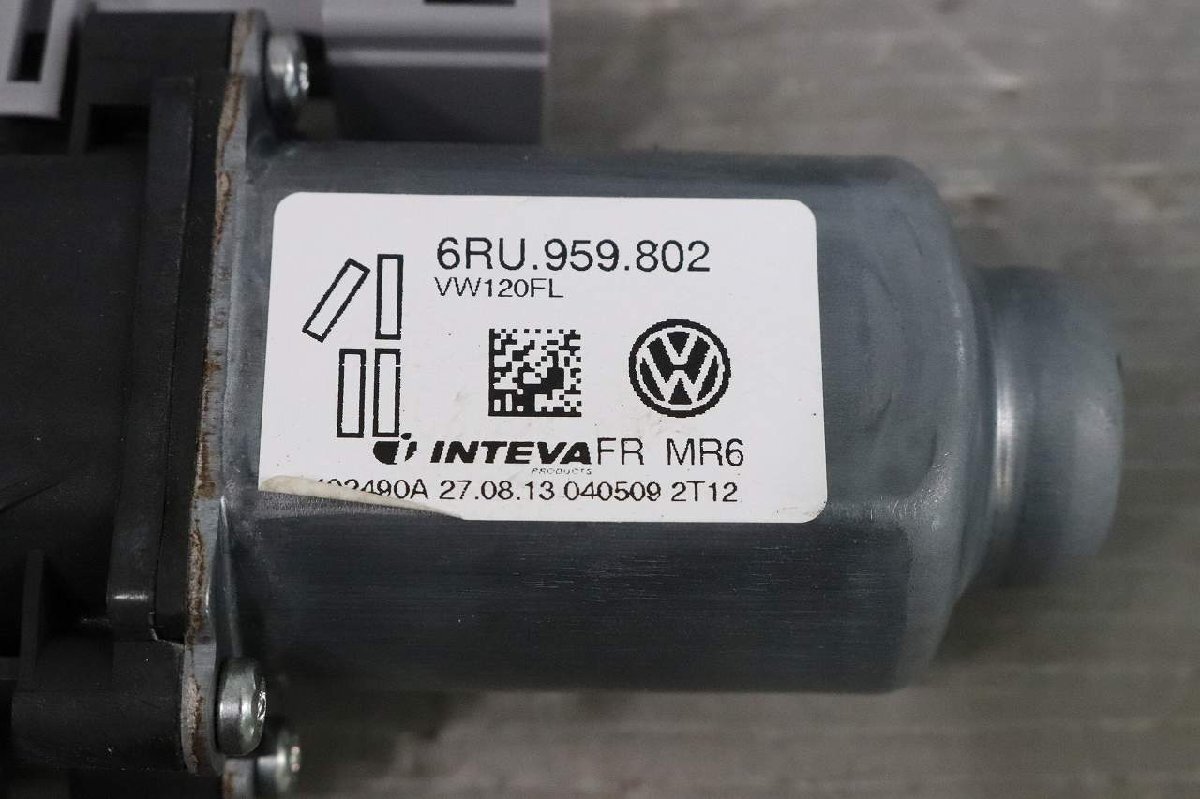 6RU.959.802
VW120FL
INTEVA FR MR6
PRODUCTS
27.08.13 040509 2T12